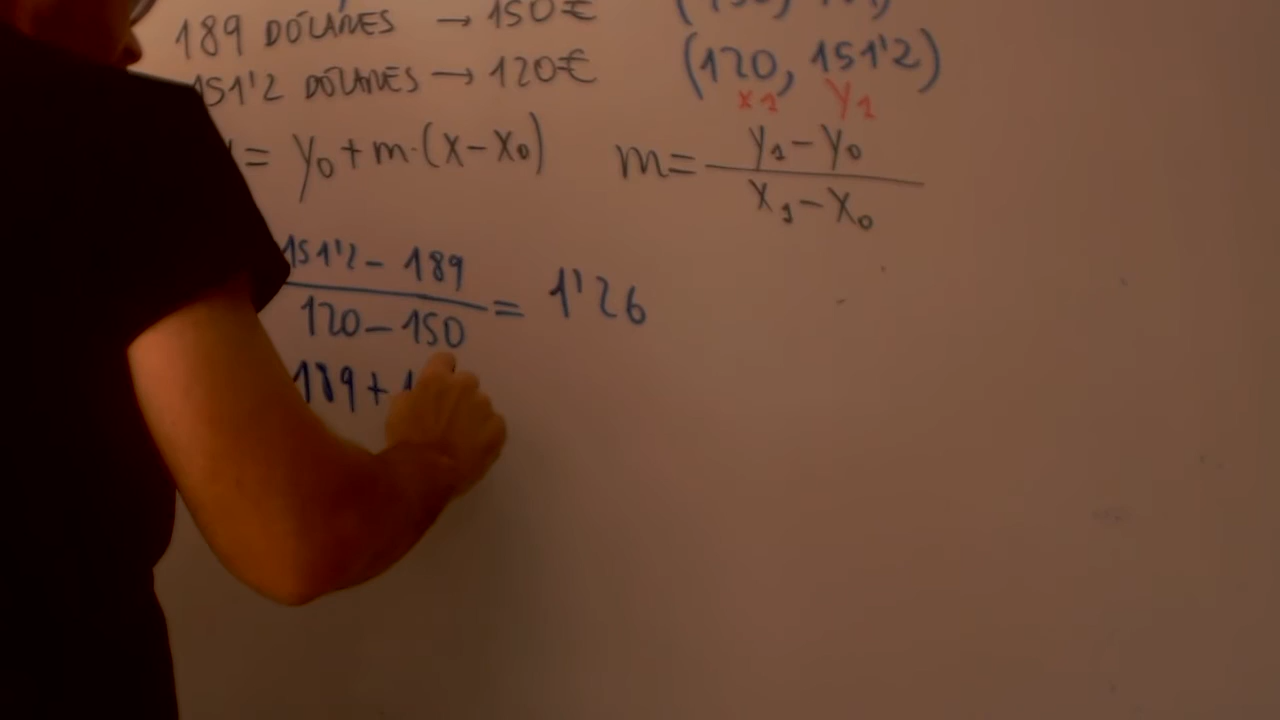 189 DÓLARES → 150€
151'2 DÓLARES → 120€
(120, 151'2)
x1 y1
= y0 + m·(x-x0)
m = y1-y0 / x1-x0
151'2 - 189 / 120 - 150 = 1'26
189 + 1